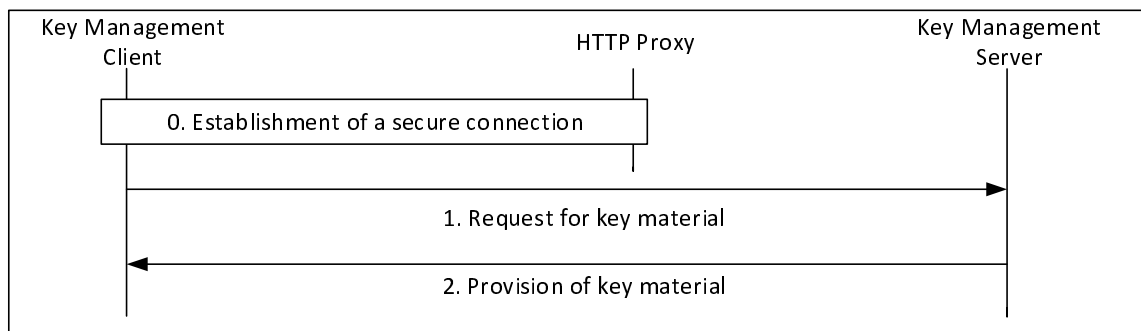 Key Management
Client
HTTP Proxy
Key Management
Server
0. Establishment of a secure connection
1. Request for key material
2. Provision of key material